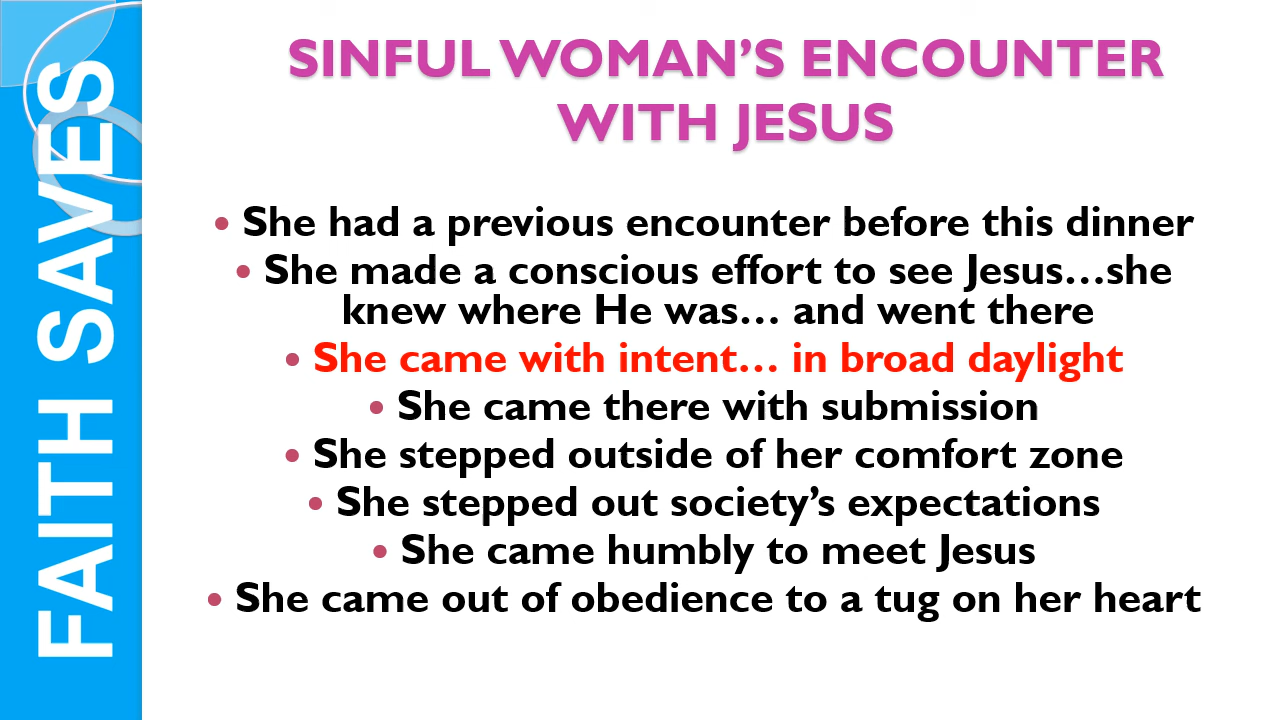 FAITH SAVES
SINFUL WOMAN’S ENCOUNTER
WITH JESUS
• She had a previous encounter before this dinner
• She made a conscious effort to see Jesus…she
knew where He was… and went there
• She came with intent… in broad daylight
• She came there with submission
• She stepped outside of her comfort zone
• She stepped out society’s expectations
• She came humbly to meet Jesus
• She came out of obedience to a tug on her heart